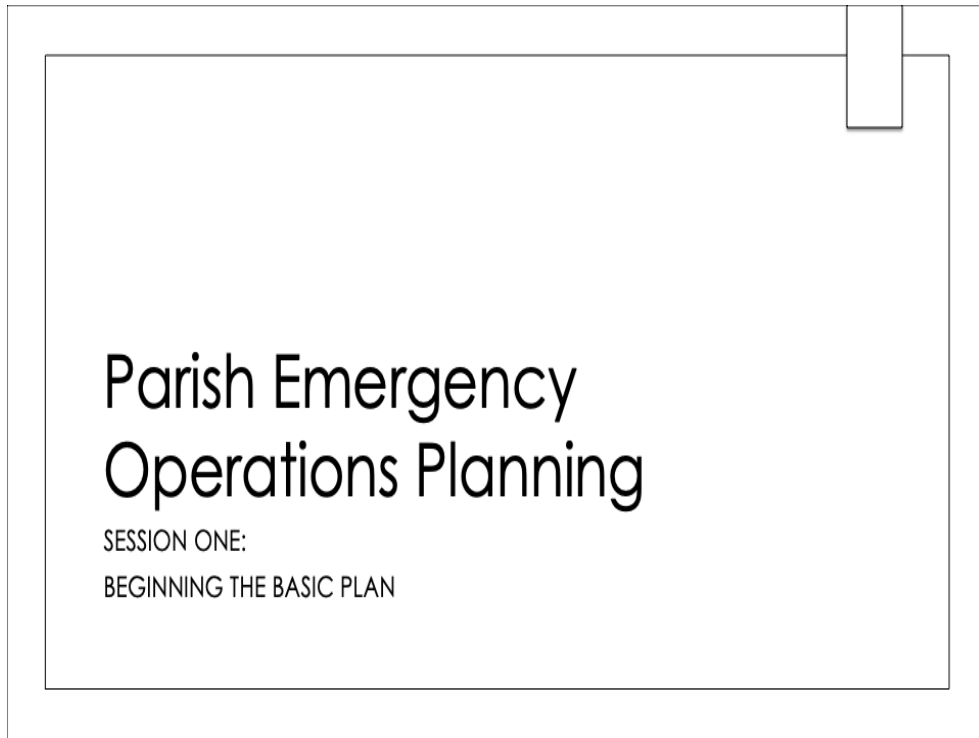 Parish Emergency
Operations Planning
SESSION ONE:
BEGINNING THE BASIC PLAN